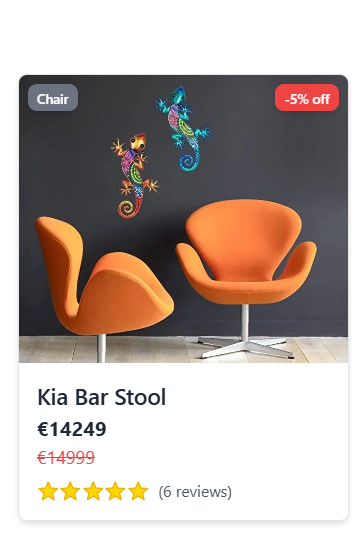 Chair
-5% off
Kia Bar Stool
€14249
€14999
(6 reviews)